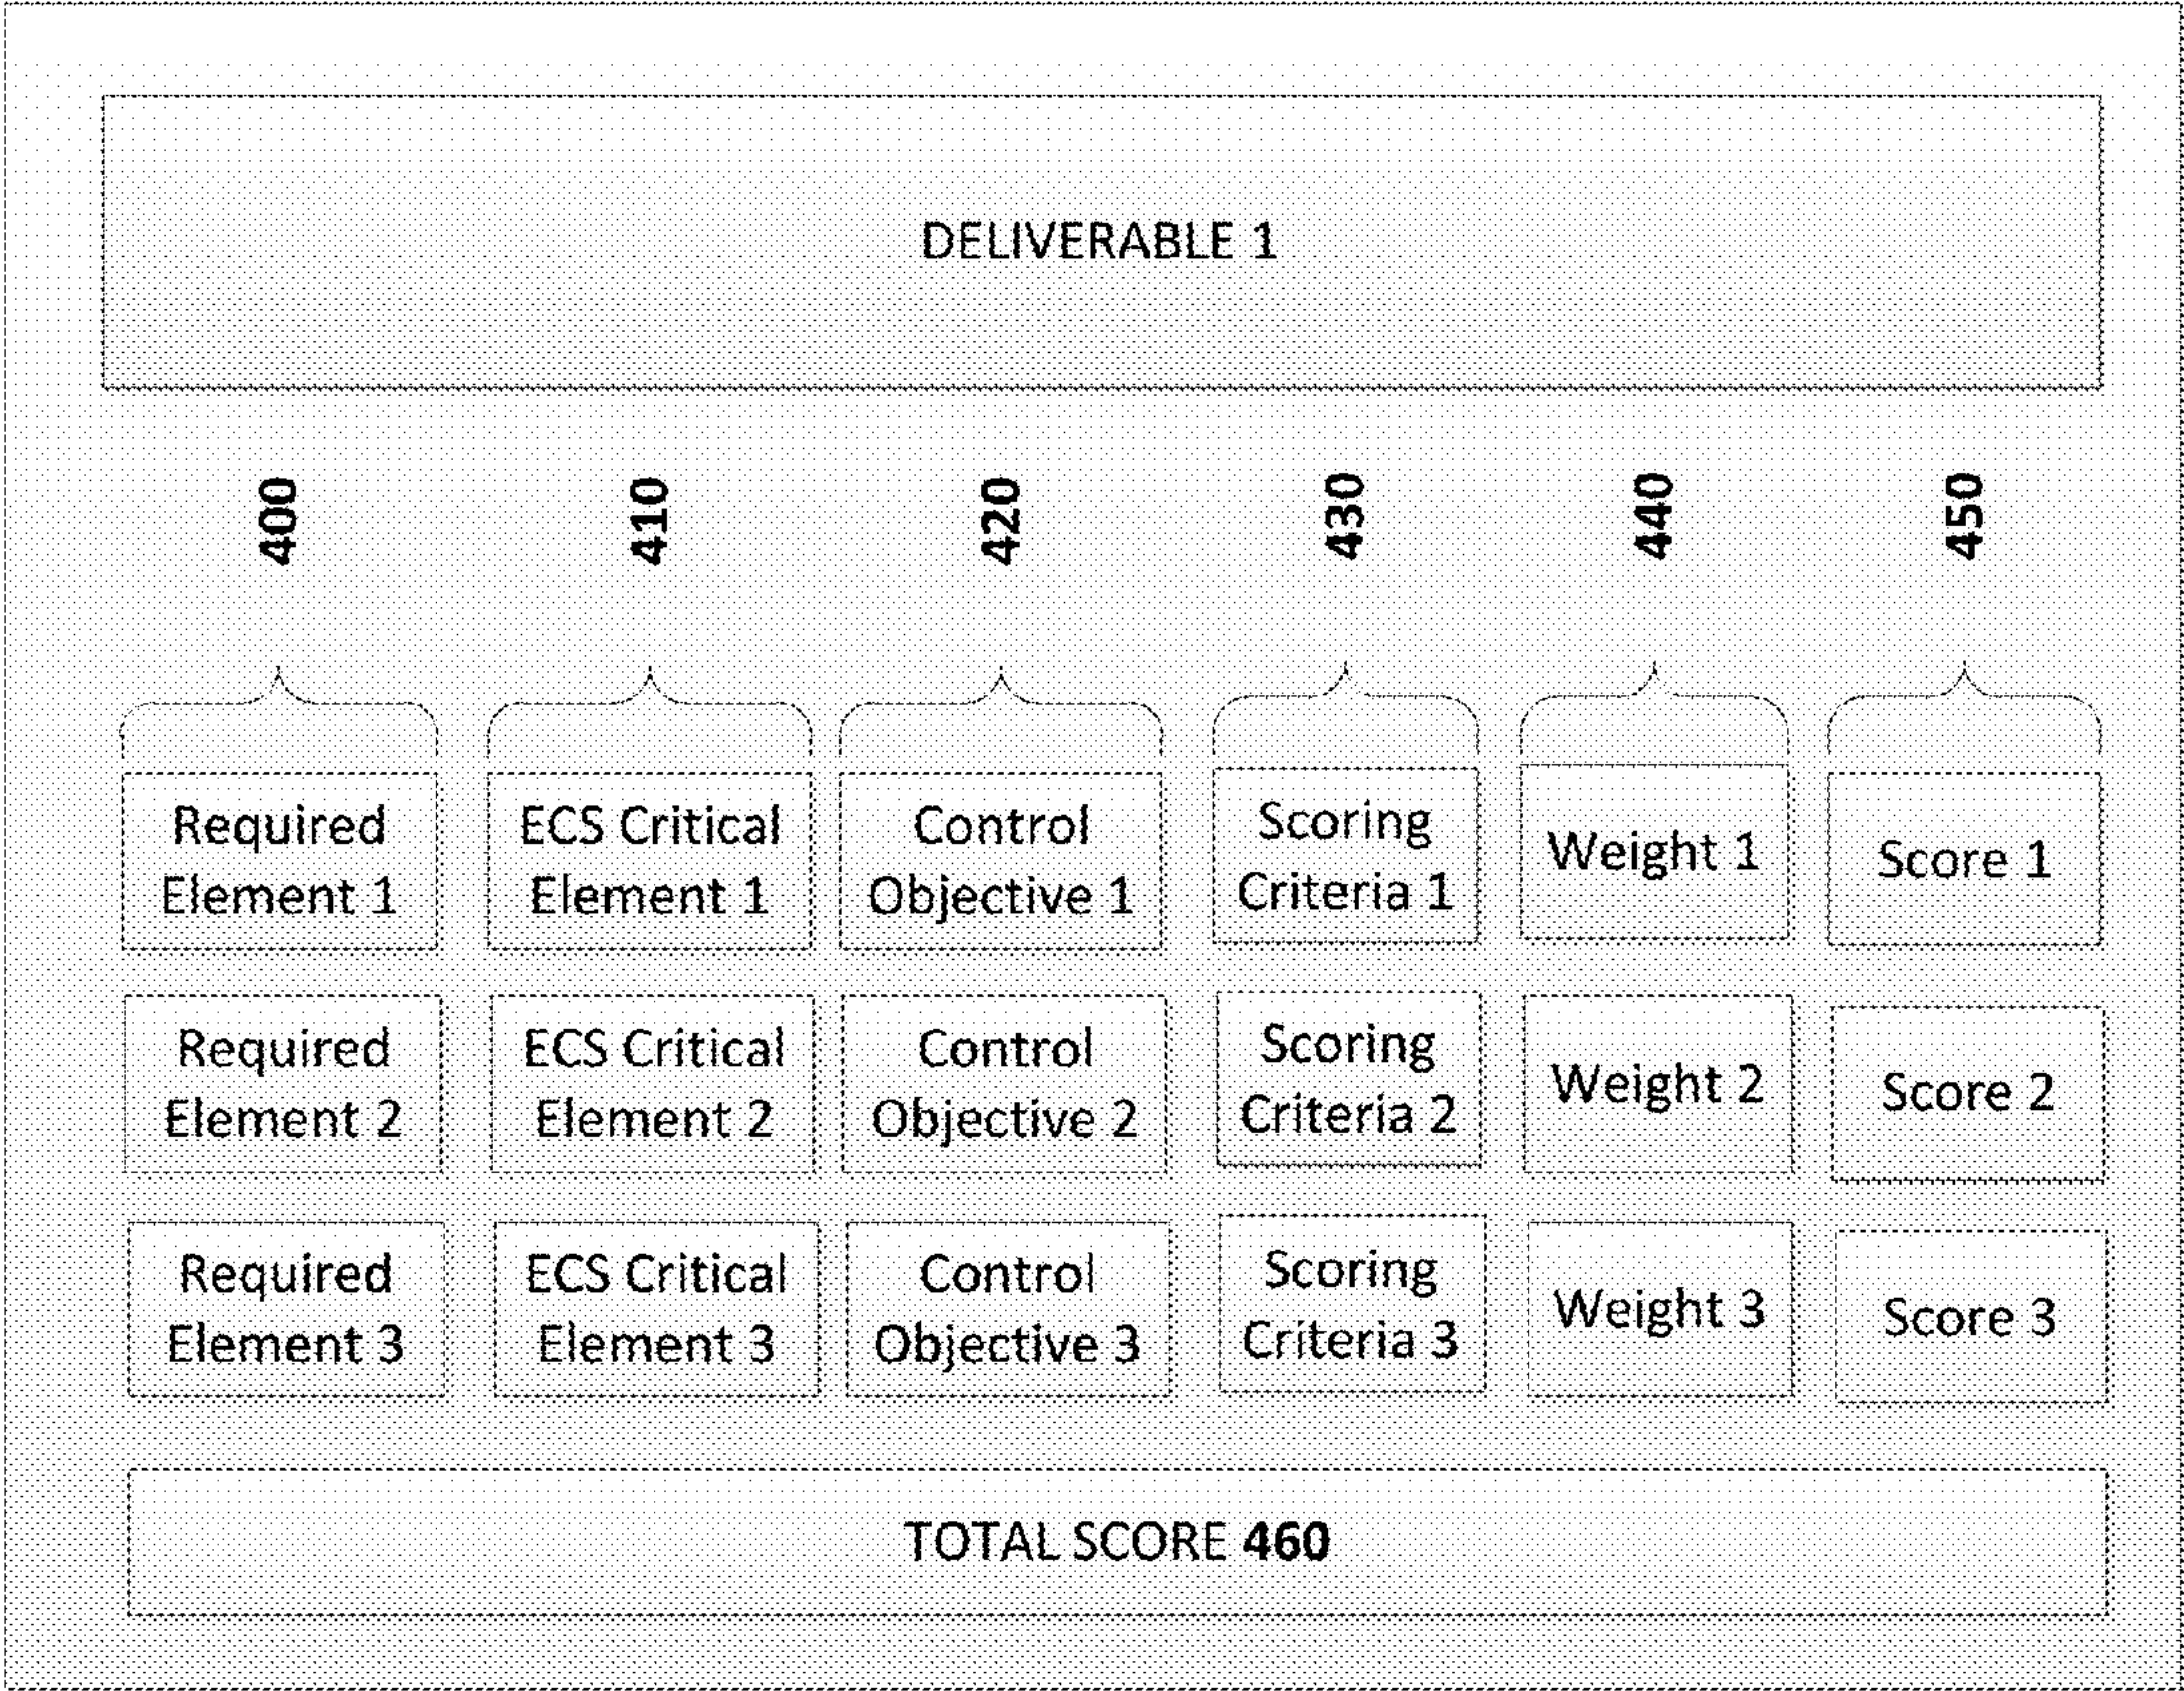 DELIVERABLE 1
400
410
420
430
440
450
Required
Element 1
ECS Critical
Element 1
Control
Objective 1
Scoring
Criteria 1
Weight 1
Score 1
Required
Element 2
ECS Critical
Element 2
Control
Objective 2
Scoring
Criteria 2
Weight 2
Score 2
Required
Element 3
ECS Critical
Element 3
Control
Objective 3
Scoring
Criteria 3
Weight 3
Score 3
TOTAL SCORE 460